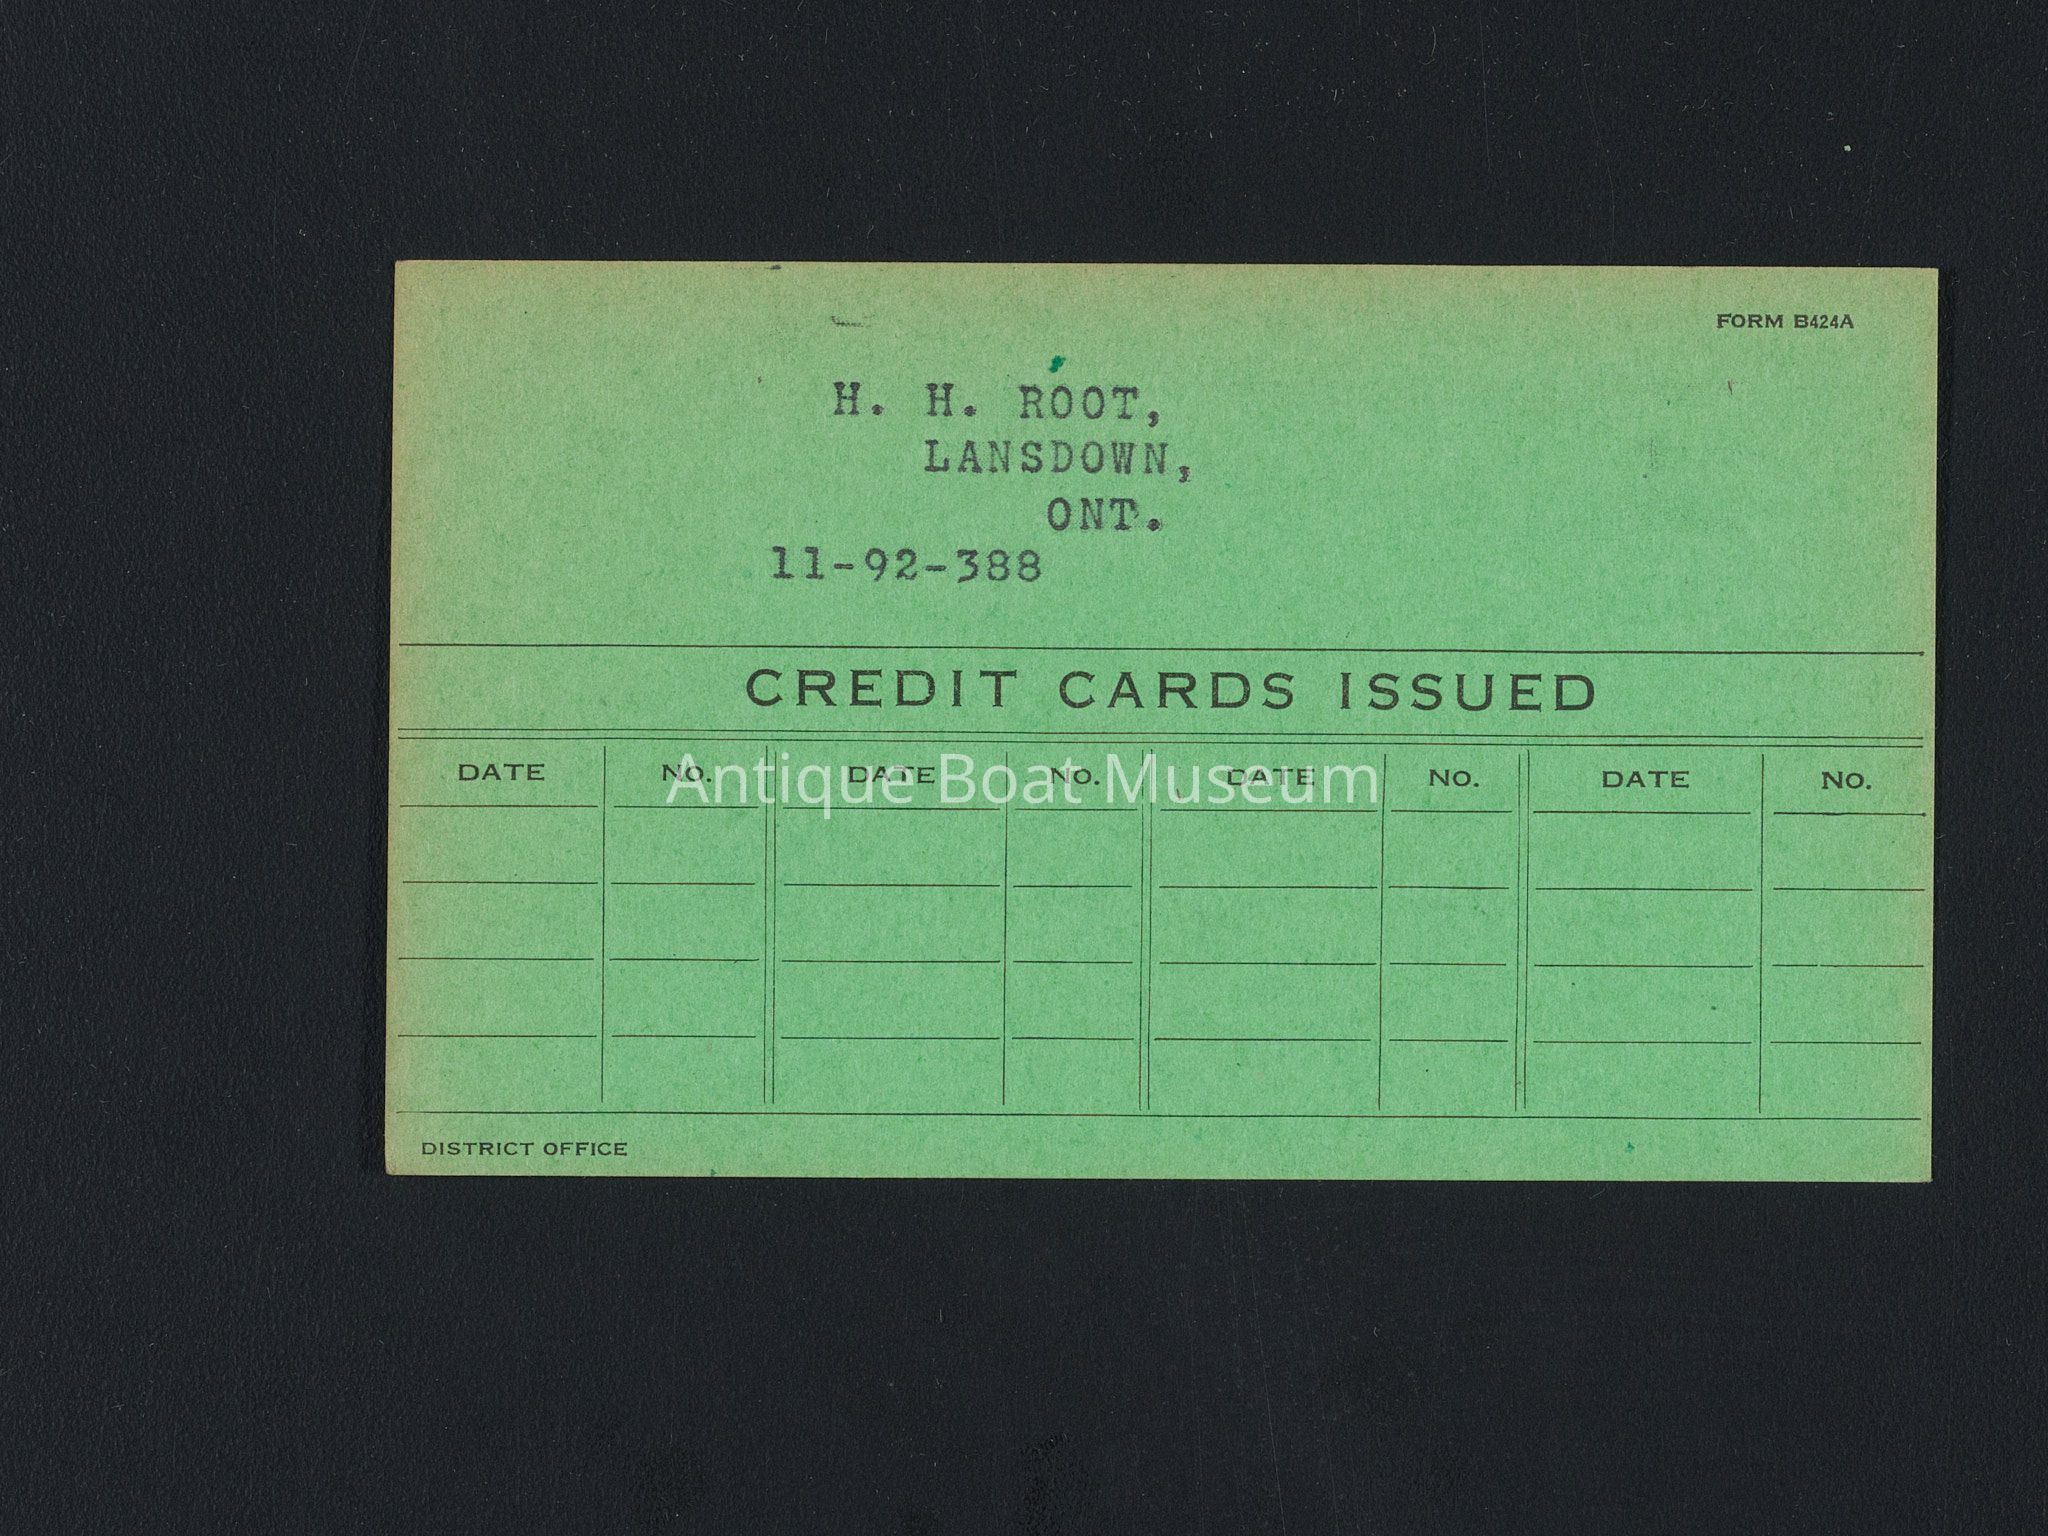 FORM B424A
H. H. ROOT,
LANSDOWN,
ONT.
11-92-388
CREDIT CARDS ISSUED
DATE NO. DATE NO. DATE NO. DATE NO.
Antique Boat Museum
DISTRICT OFFICE